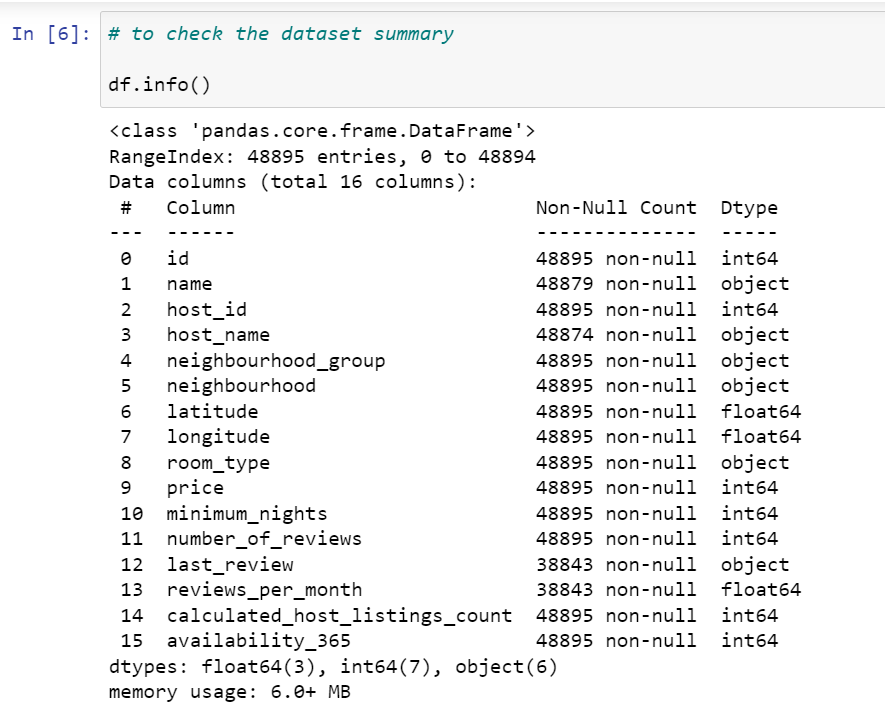 In [6]: # to check the dataset summary
df.info()
<class 'pandas.core.frame.DataFrame'>
RangeIndex: 48895 entries, 0 to 48894
Data columns (total 16 columns):
 #   Column                          Non-Null Count  Dtype
---  ------                          --------------  -----
 0   id                              48895 non-null  int64
 1   name                            48879 non-null  object
 2   host_id                         48895 non-null  int64
 3   host_name                       48874 non-null  object
 4   neighbourhood_group             48895 non-null  object
 5   neighbourhood                   48895 non-null  object
 6   latitude                        48895 non-null  float64
 7   longitude                       48895 non-null  float64
 8   room_type                       48895 non-null  object
 9   price                           48895 non-null  int64
 10  minimum_nights                  48895 non-null  int64
 11  number_of_reviews               48895 non-null  int64
 12  last_review                     38843 non-null  object
 13  reviews_per_month               38843 non-null  float64
 14  calculated_host_listings_count  48895 non-null  int64
 15  availability_365                48895 non-null  int64
dtypes: float64(3), int64(7), object(6)
memory usage: 6.0+ MB